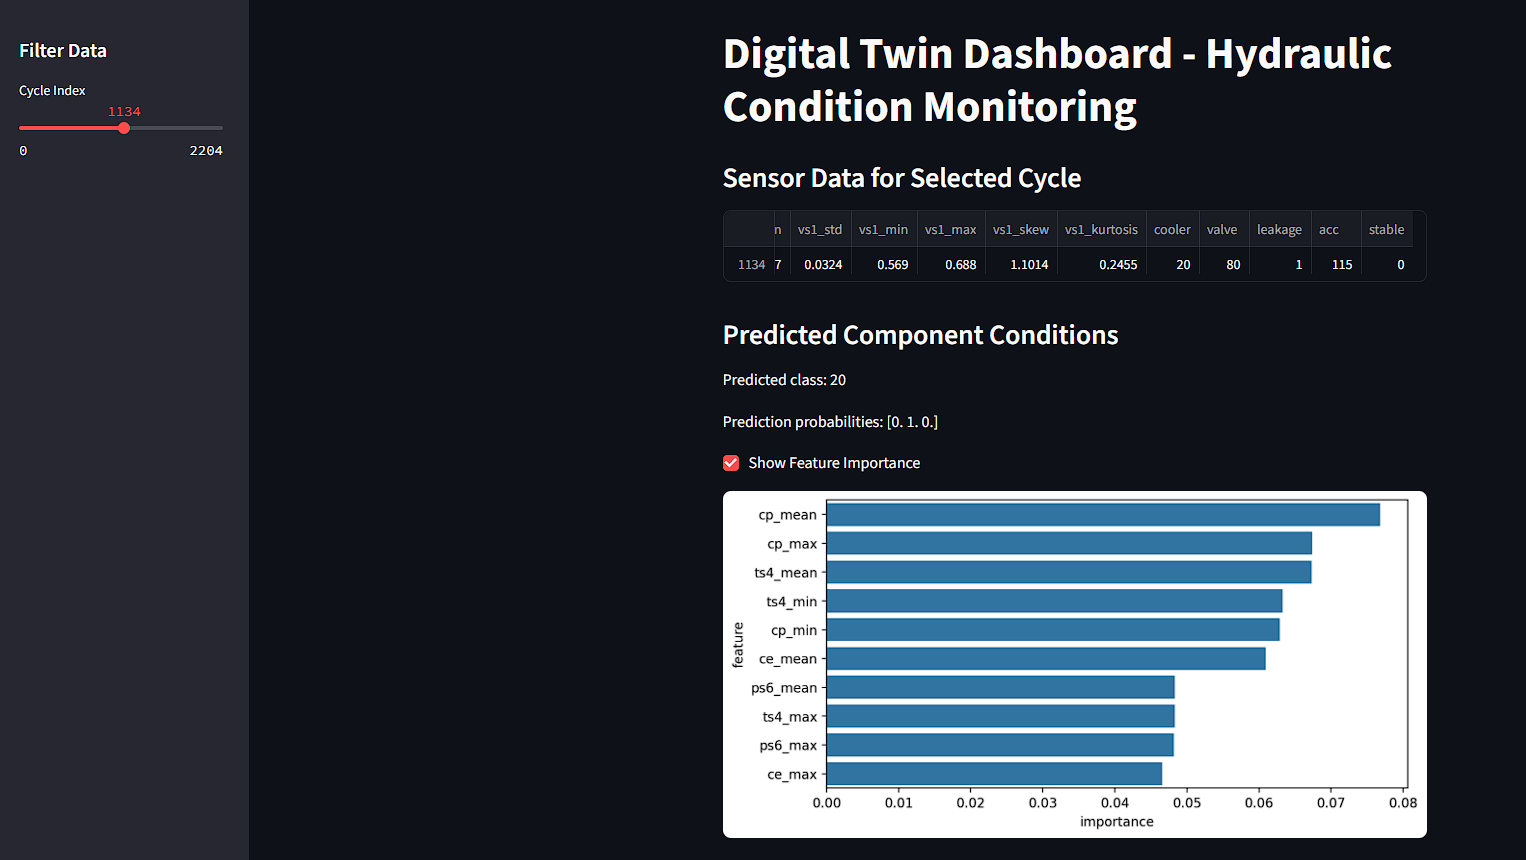 Filter Data
Cycle Index
1134
0 2204
Digital Twin Dashboard - Hydraulic
Condition Monitoring
Sensor Data for Selected Cycle
n vs1_std vs1_min vs1_max vs1_skew vs1_kurtosis cooler valve leakage acc stable
1134 7 0.0324 0.569 0.688 1.1014 0.2455 20 80 1 115 0
Predicted Component Conditions
Predicted class: 20
Prediction probabilities: [0. 1. 0.]
Show Feature Importance
cp_mean
cp_max
ts4_mean
ts4_min
cp_min
ce_mean
ps6_mean
ts4_max
ps6_max
ce_max
feature
0.00 0.01 0.02 0.03 0.04 0.05 0.06 0.07 0.08
importance